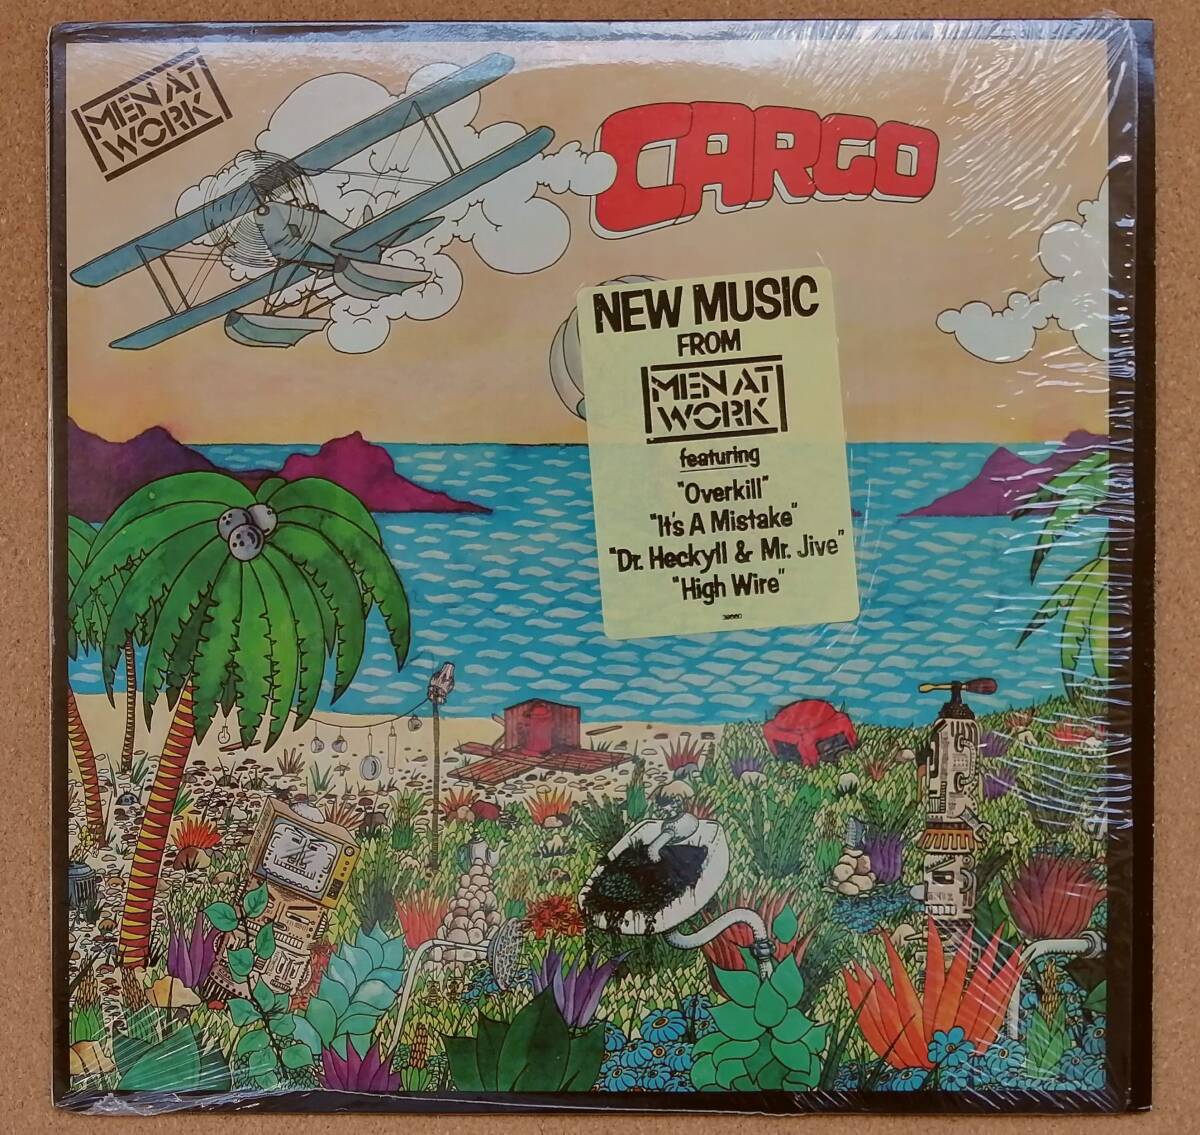 MEN AT
WORK
CARGO
NEW MUSIC
FROM
MEN AT
WORK
featuring
"Overkill"
"It's A Mistake"
"Dr. Heckyll & Mr. Jive"
"High Wire"